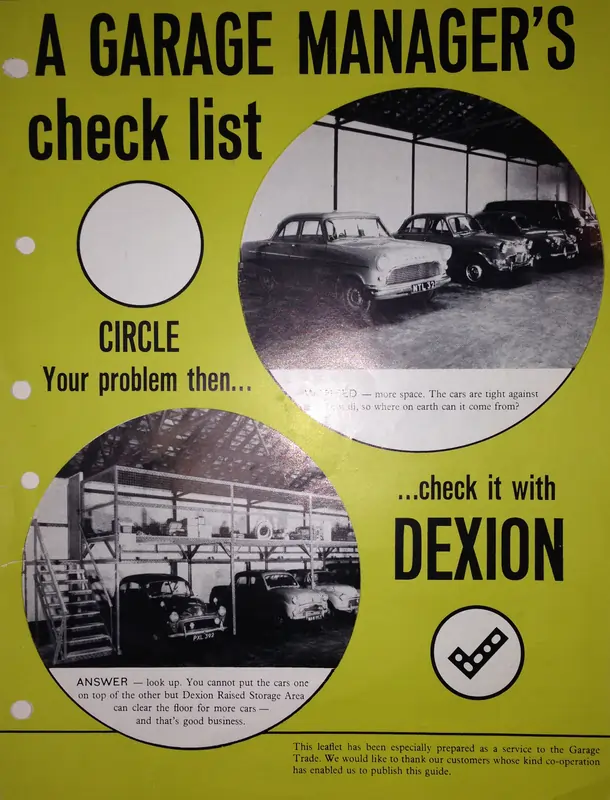 A GARAGE MANAGER'S
check list
NTL 32
CIRCLE
Your problem then...
— more space. The cars are tight against
so where on earth can it come from?
...check it with
DEXION
PXL 392
ANSWER — look up. You cannot put the cars one
on top of the other but Dexion Raised Storage Area
can clear the floor for more cars —
and that's good business.
This leaflet has been especially prepared as a service to the Garage
Trade. We would like to thank our customers whose kind co-operation
has enabled us to publish this guide.